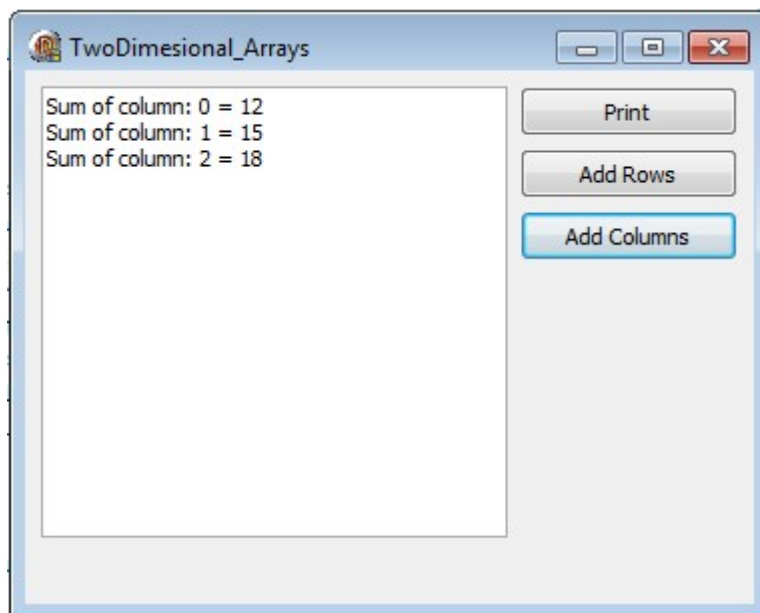 TwoDimesional_Arrays
Sum of column: 0 = 12
Sum of column: 1 = 15
Sum of column: 2 = 18
Print
Add Rows
Add Columns